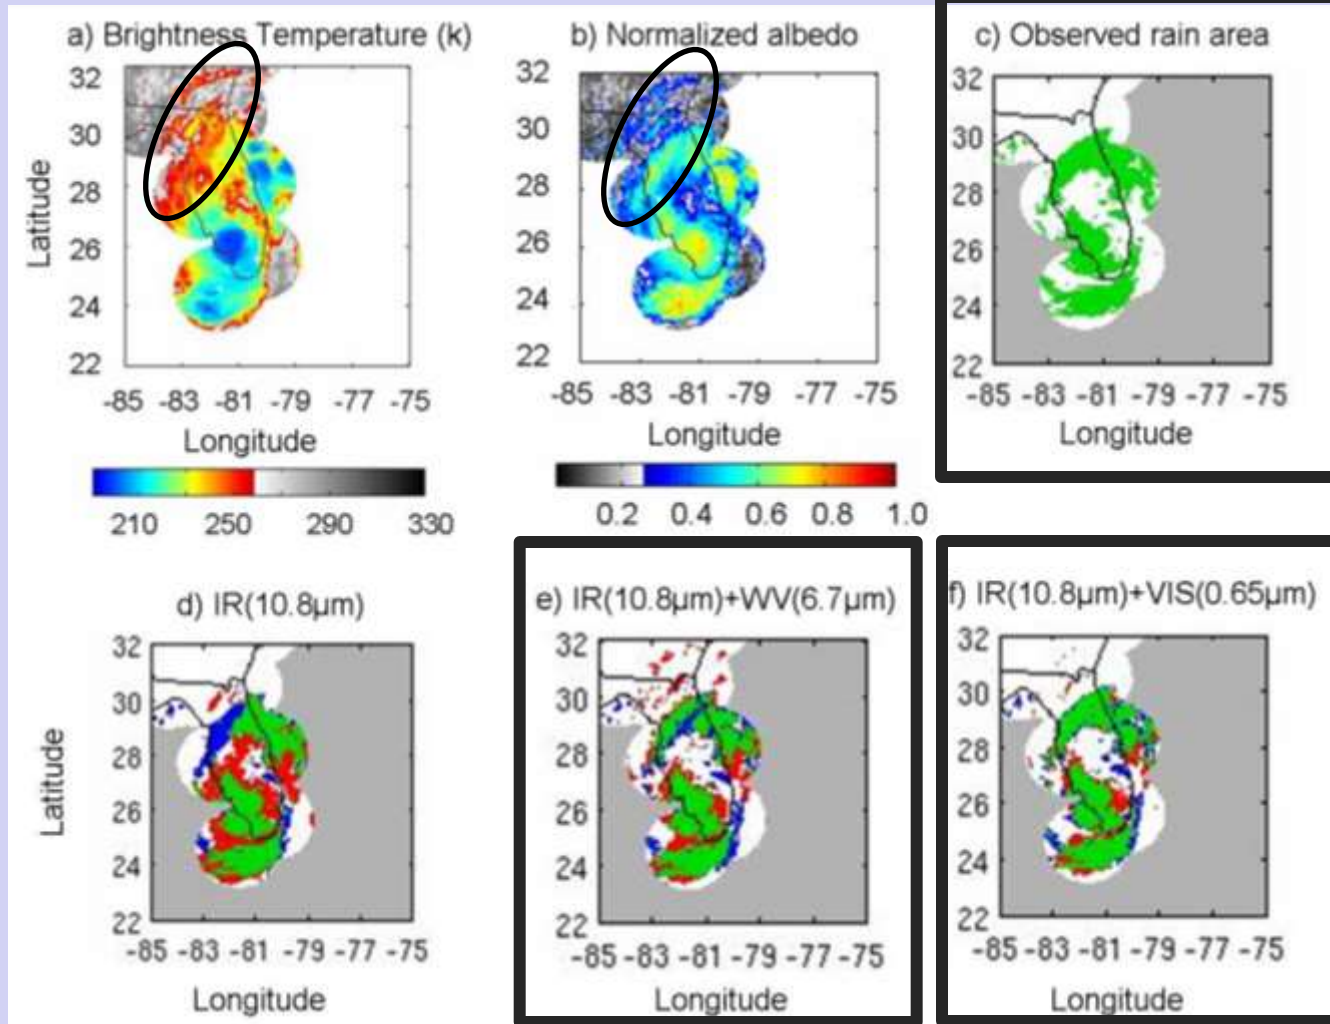 a) Brightness Temperature (k)
32
30
28
26
24
22
Latitude
-85 -83 -81 -79 -77 -75
Longitude
210 250 290 330
b) Normalized albedo
32
30
28
26
24
22
-85 -83 -81 -79 -77 -75
Longitude
0.2 0.4 0.6 0.8 1.0
c) Observed rain area
32
30
28
26
24
22
-85 -83 -81 -79 -77 -75
Longitude
d) IR(10.8µm)
32
30
28
26
24
22
Latitude
-85 -83 -81 -79 -77 -75
Longitude
e) IR(10.8µm)+WV(6.7µm)
32
30
28
26
24
22
-85 -83 -81 -79 -77 -75
Longitude
f) IR(10.8µm)+VIS(0.65µm)
32
30
28
26
24
22
-85 -83 -81 -79 -77 -75
Longitude